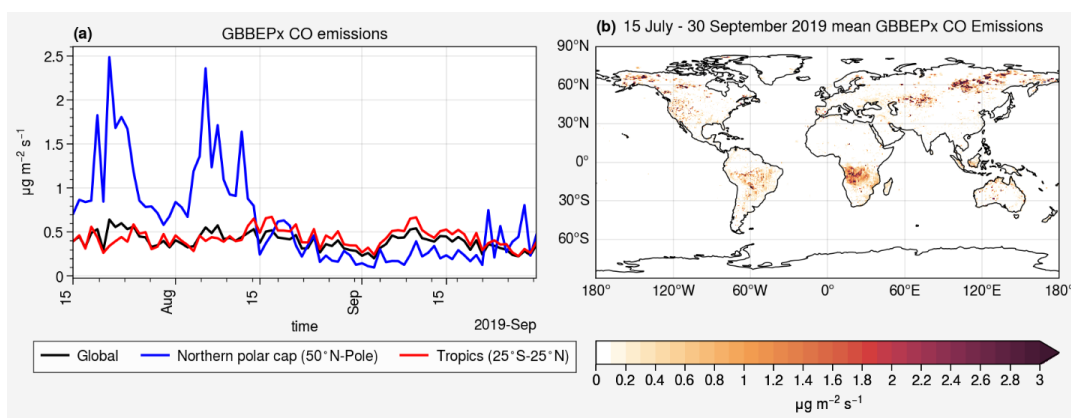 (a)
GBBEPx CO emissions
2.5
2
1.5
1
0.5
0
µg m⁻² s⁻¹
15
Aug
15
Sep
15
time
2019-Sep
Global
Northern polar cap (50°N-Pole)
Tropics (25°S-25°N)
(b) 15 July - 30 September 2019 mean GBBEPx CO Emissions
90°N
60°N
30°N
0°
30°S
60°S
180° 120°W 60°W 0° 60°E 120°E 180°
0 0.2 0.4 0.6 0.8 1 1.2 1.4 1.6 1.8 2 2.2 2.4 2.6 2.8 3
µg m⁻² s⁻¹